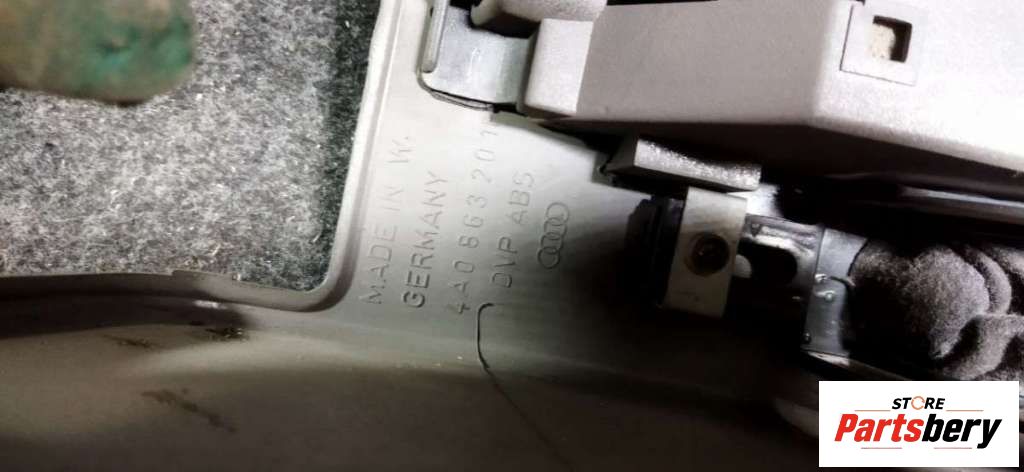 MADE IN W.
GERMANY
4A0 863 201
DVP ABS
STORE
Partsbery